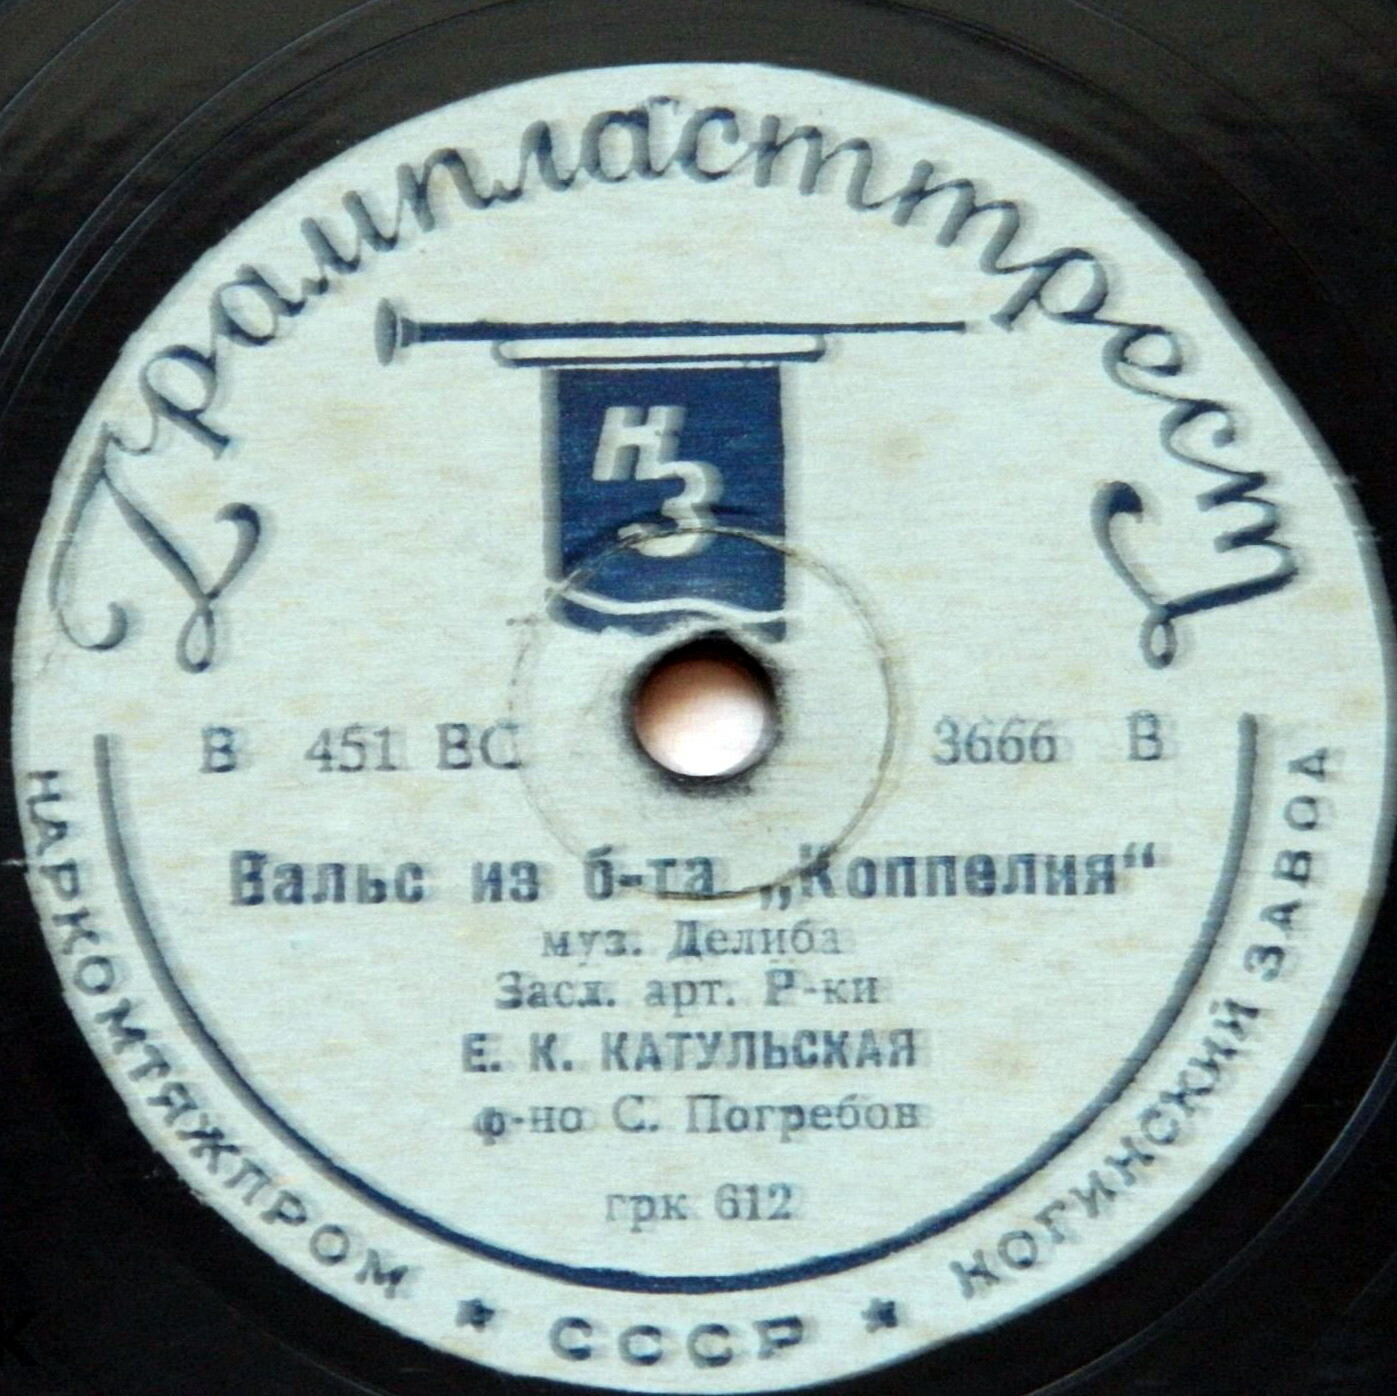 Грампласттрест
НЗ
В 451 ВС 3666 В
Вальс из б-та „Коппелия“
муз. Делиба
Засл. арт. Р-ки
Е. К. КАТУЛЬСКАЯ
ф-но С. Погребов
грк 612
НАРКОМТЯЖПРОМ ★ СССР ★ НОГИНСКИЙ ЗАВОД